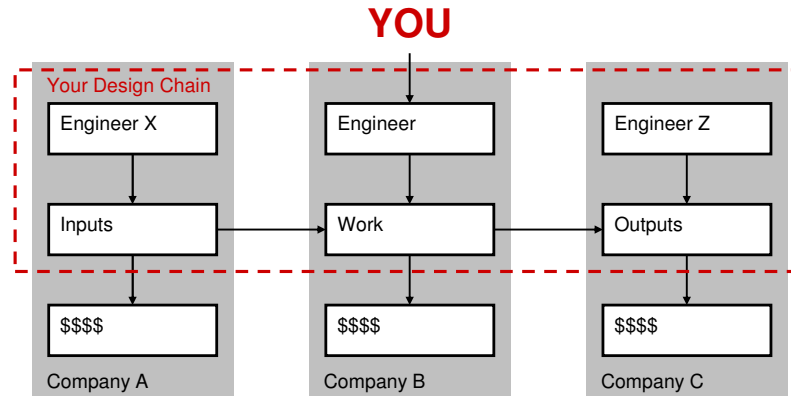 YOU
Your Design Chain
Engineer X
Engineer
Engineer Z
Inputs
Work
Outputs
$$$$
$$$$
$$$$
Company A
Company B
Company C